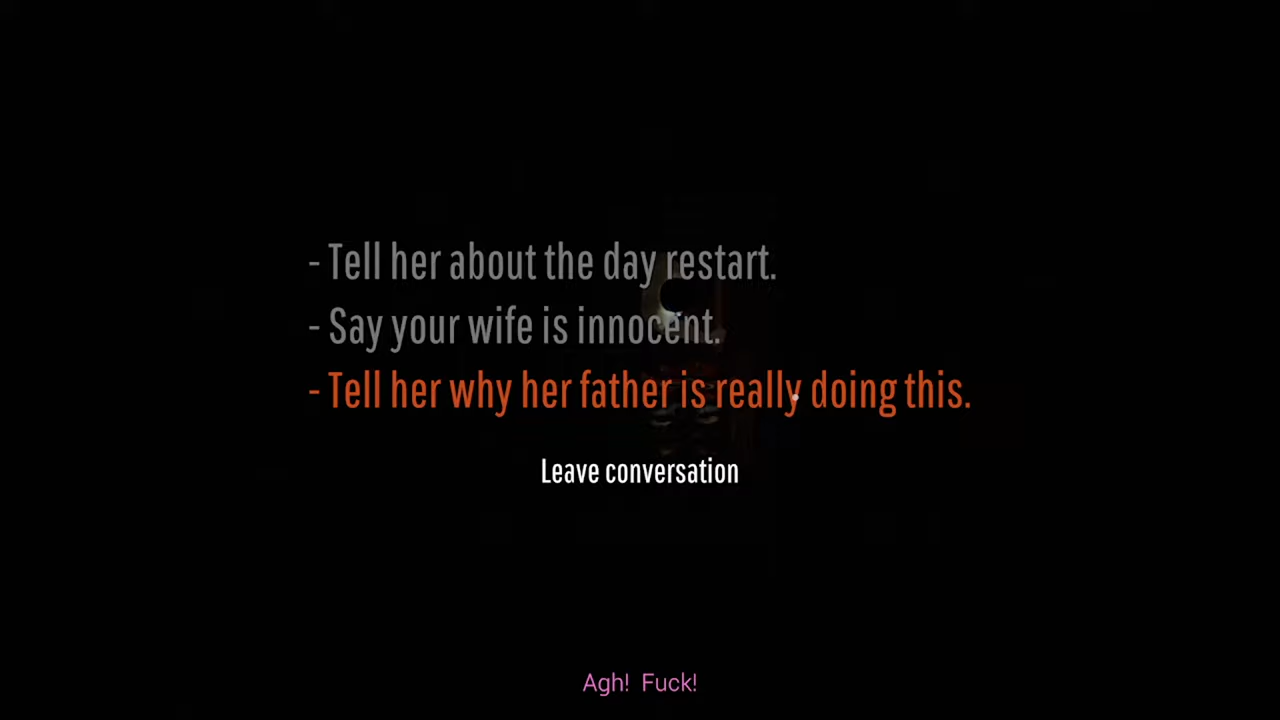 - Tell her about the day restart.
- Say your wife is innocent.
- Tell her why her father is really doing this.
Leave conversation
Agh! Fuck!